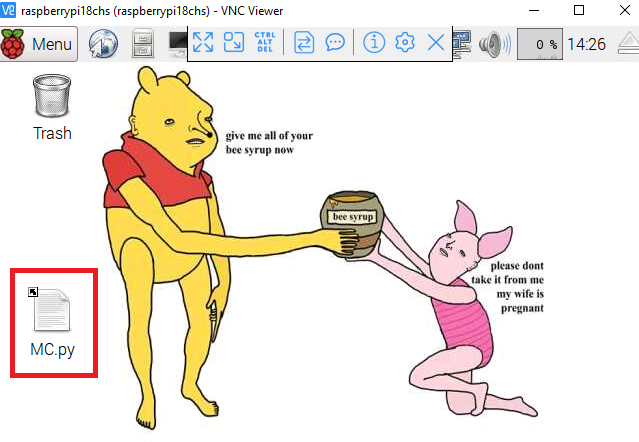 raspberrypi18chs (raspberrypi18chs) - VNC Viewer
Menu
CTRL
ALT
DEL
0 %
14:26
Trash
give me all of your
bee syrup now
bee syrup
please dont
take it from me
my wife is
pregnant
MC.py